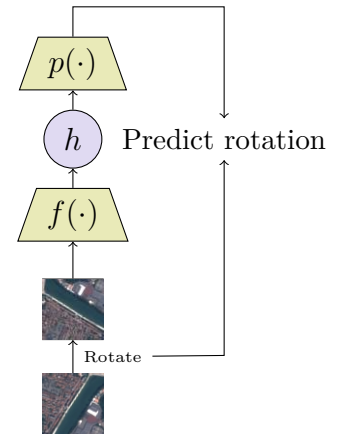 p(·)
h
Predict rotation
f(·)
Rotate